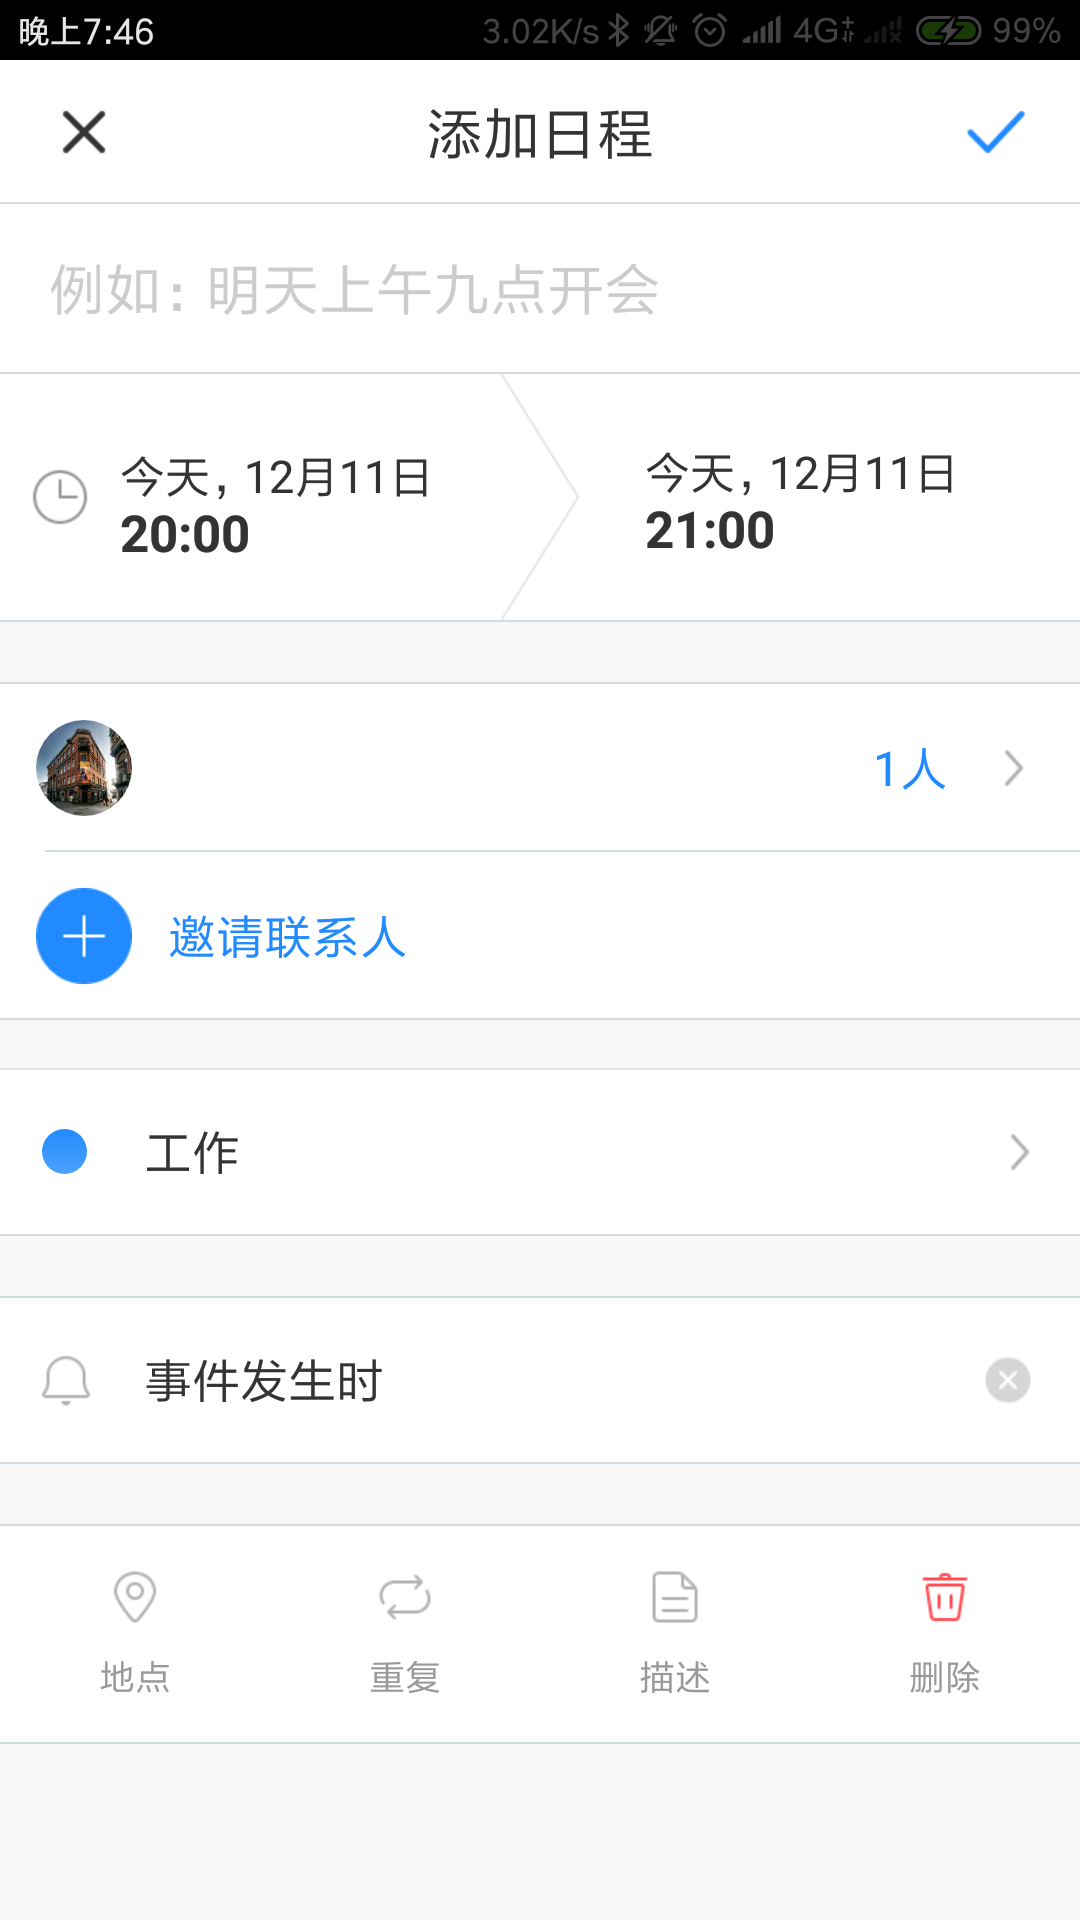 晚上7:46 3.02K/s 4G 99%
添加日程
例如: 明天上午九点开会
今天, 12月11日
20:00
今天, 12月11日
21:00
1人
邀请联系人
工作
事件发生时
地点 重复 描述 删除